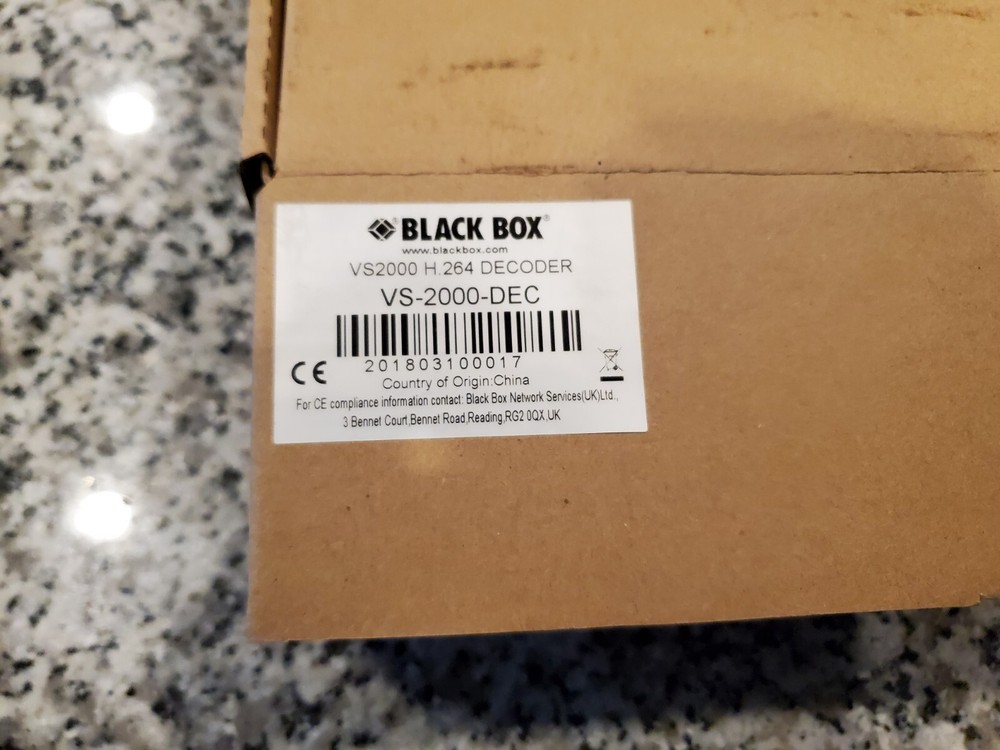 BLACK BOX®
www.blackbox.com
VS2000 H.264 DECODER
VS-2000-DEC
201803100017
CE
Country of Origin:China
For CE compliance information contact: Black Box Network Services(UK)Ltd.,
3 Bennet Court,Bennet Road,Reading,RG2 0QX,UK